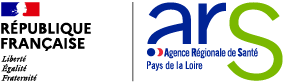 RÉPUBLIQUE
FRANÇAISE
Liberté
Égalité
Fraternité
ars
Agence Régionale de Santé
Pays de la Loire